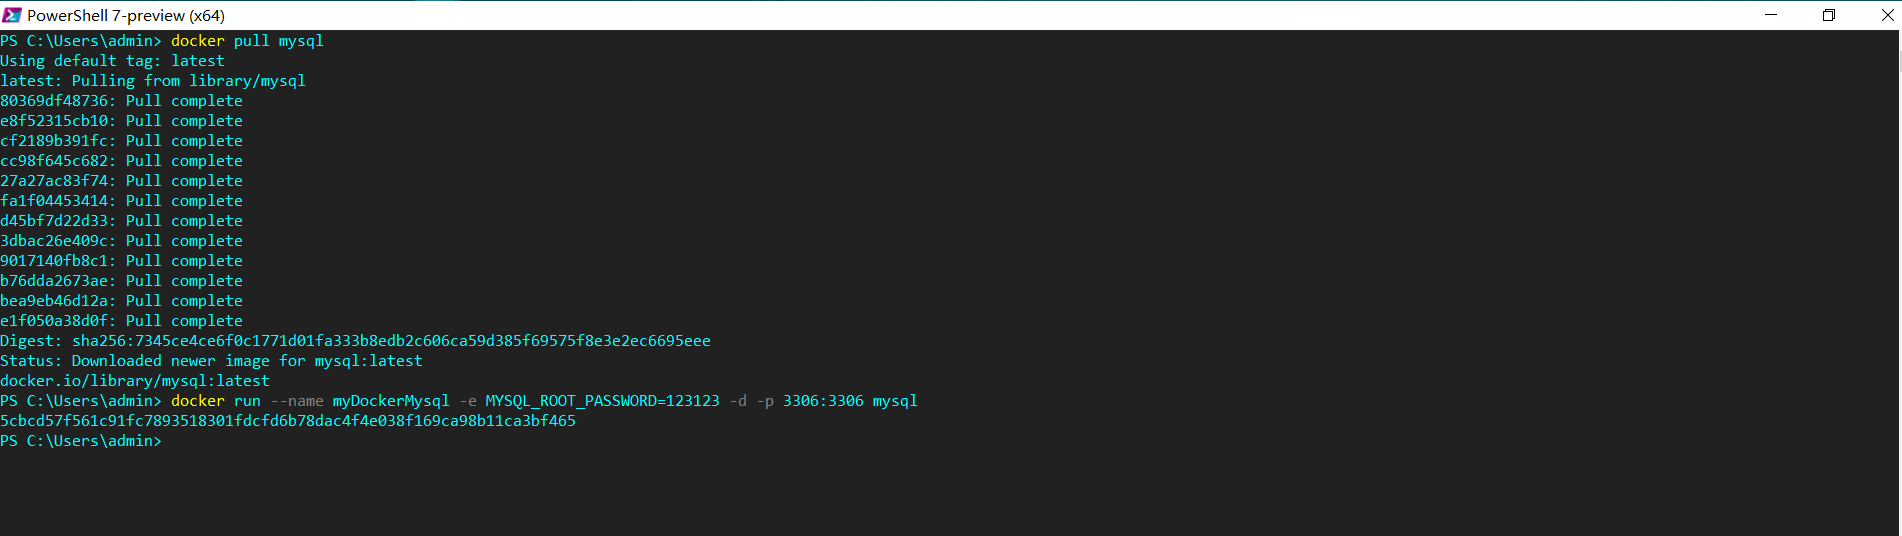 PowerShell 7-preview (x64)
PS C:\Users\admin> docker pull mysql
Using default tag: latest
latest: Pulling from library/mysql
80369df48736: Pull complete
e8f52315cb10: Pull complete
cf2189b391fc: Pull complete
cc98f645c682: Pull complete
27a27ac83f74: Pull complete
fa1f04453414: Pull complete
d45bf7d22d33: Pull complete
3dbac26e409c: Pull complete
9017140fb8c1: Pull complete
b76dda2673ae: Pull complete
bea9eb46d12a: Pull complete
e1f050a38d0f: Pull complete
Digest: sha256:7345ce4ce6f0c1771d01fa333b8edb2c606ca59d385f69575f8e3e2ec6695eee
Status: Downloaded newer image for mysql:latest
docker.io/library/mysql:latest
PS C:\Users\admin> docker run --name myDockerMysql -e MYSQL_ROOT_PASSWORD=123123 -d -p 3306:3306 mysql
5cbcd57f561c91fc7893518301fdcfd6b78dac4f4e038f169ca98b11ca3bf465
PS C:\Users\admin>